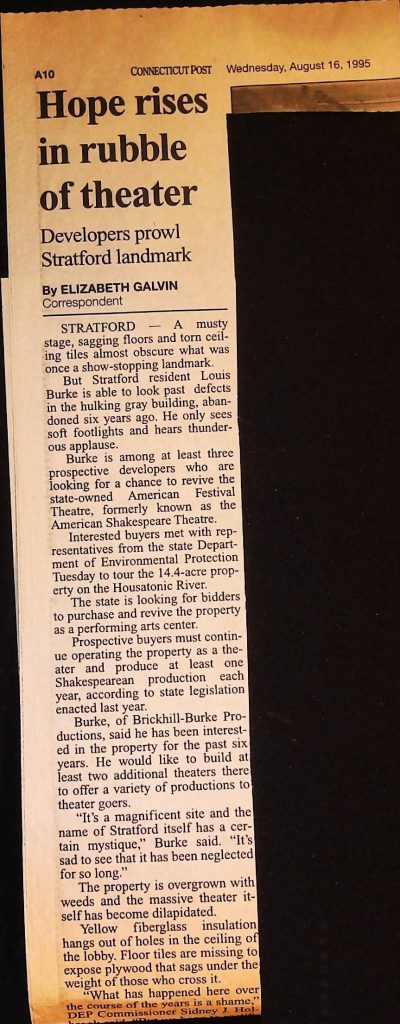 A10 CONNECTICUT POST Wednesday, August 16, 1995
Hope rises
in rubble
of theater
Developers prowl
Stratford landmark
By ELIZABETH GALVIN
Correspondent
STRATFORD — A musty
stage, sagging floors and torn ceil-
ing tiles almost obscure what was
once a show-stopping landmark.
But Stratford resident Louis
Burke is able to look past defects
in the hulking gray building, aban-
doned six years ago. He only sees
soft footlights and hears thunder-
ous applause.
Burke is among at least three
prospective developers who are
looking for a chance to revive the
state-owned American Festival
Theatre, formerly known as the
American Shakespeare Theatre.
Interested buyers met with rep-
resentatives from the state Depart-
ment of Environmental Protection
Tuesday to tour the 14.4-acre prop-
erty on the Housatonic River.
The state is looking for bidders
to purchase and revive the property
as a performing arts center.
Prospective buyers must contin-
ue operating the property as a the-
ater and produce at least one
Shakespearean production each
year, according to state legislation
enacted last year.
Burke, of Brickhill-Burke Pro-
ductions, said he has been interest-
ed in the property for the past six
years. He would like to build at
least two additional theaters there
to offer a variety of productions to
theater goers.
“It’s a magnificent site and the
name of Stratford itself has a cer-
tain mystique,” Burke said. “It’s
sad to see that it has been neglected
for so long.”
The property is overgrown with
weeds and the massive theater it-
self has become dilapidated.
Yellow fiberglass insulation
hangs out of holes in the ceiling of
the lobby. Floor tiles are missing to
expose plywood that sags under the
weight of those who cross it.
“What has happened here over
the course of the years is a shame,”
DEP Commissioner Sidney J. Hol-